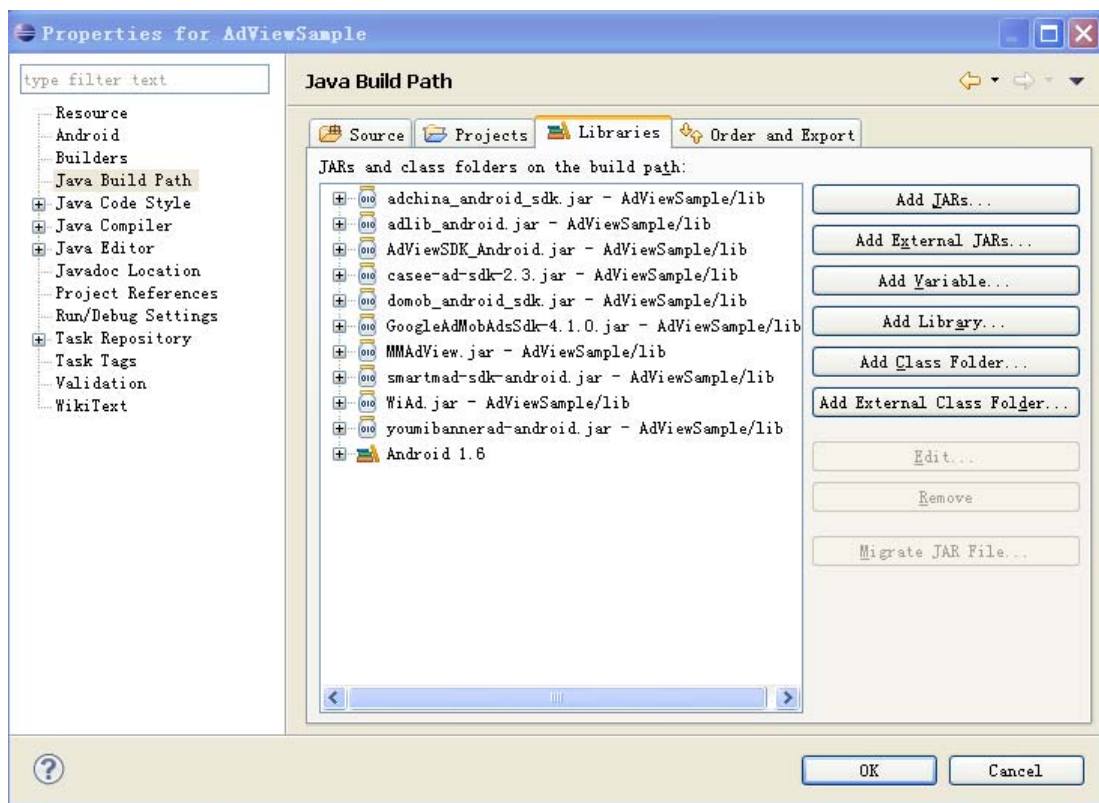 Properties for AdViewSample
type filter text
Resource
Android
Builders
Java Build Path
Java Code Style
Java Compiler
Java Editor
Javadoc Location
Project References
Run/Debug Settings
Task Repository
Task Tags
Validation
WikiText
Java Build Path
Source
Projects
Libraries
Order and Export
JARs and class folders on the build path:
adchina_android_sdk.jar - AdViewSample/lib
adlib_android.jar - AdViewSample/lib
AdViewSDK_Android.jar - AdViewSample/lib
casee-ad-sdk-2.3.jar - AdViewSample/lib
domob_android_sdk.jar - AdViewSample/lib
GoogleAdMobAdsSdk-4.1.0.jar - AdViewSample/lib
MMAdView.jar - AdViewSample/lib
smartmad-sdk-android.jar - AdViewSample/lib
WiAd.jar - AdViewSample/lib
youmibannerad-android.jar - AdViewSample/lib
Android 1.6
Add JARs...
Add External JARs...
Add Variable...
Add Library...
Add Class Folder...
Add External Class Folder...
Edit...
Remove
Migrate JAR File...
OK
Cancel